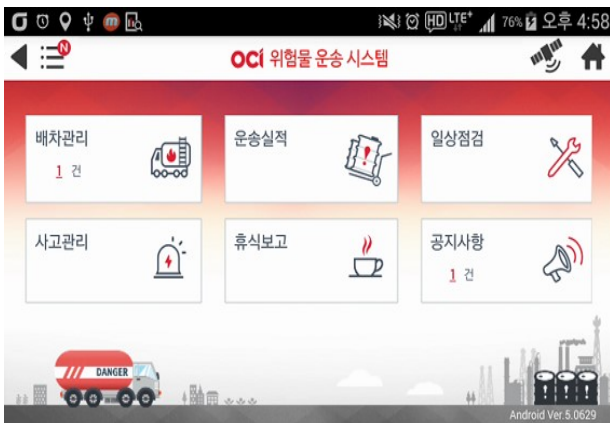 HD LTE+ 76% 오후 4:58
N
OCI 위험물 운송 시스템
배차관리
1 건
운송실적
일상점검
사고관리
휴식보고
공지사항
1 건
DANGER
Android Ver.5.0629